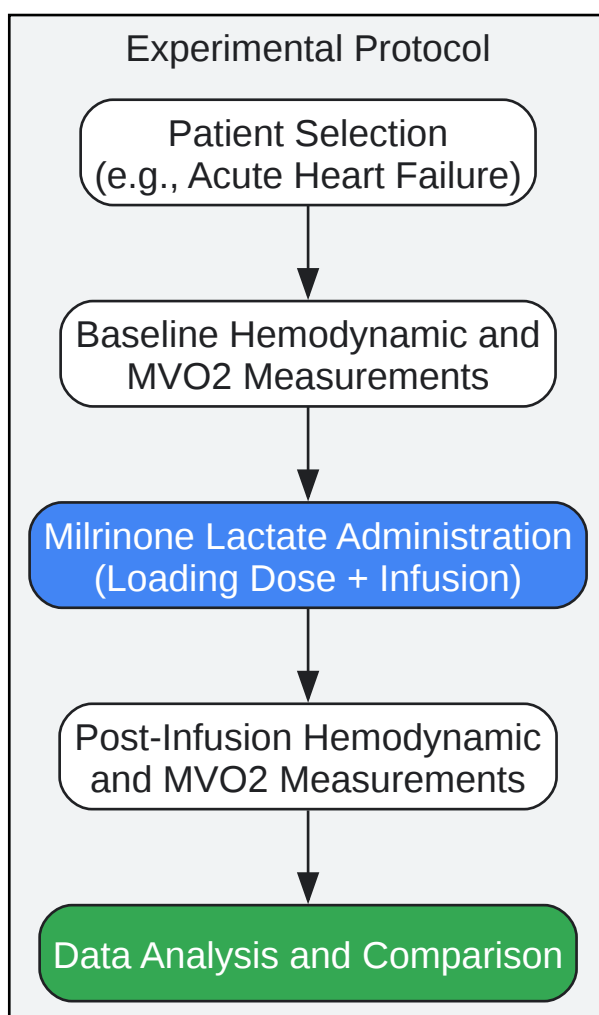 Experimental Protocol
Patient Selection
(e.g., Acute Heart Failure)
Baseline Hemodynamic and
MVO2 Measurements
Milrinone Lactate Administration
(Loading Dose + Infusion)
Post-Infusion Hemodynamic
and MVO2 Measurements
Data Analysis and Comparison